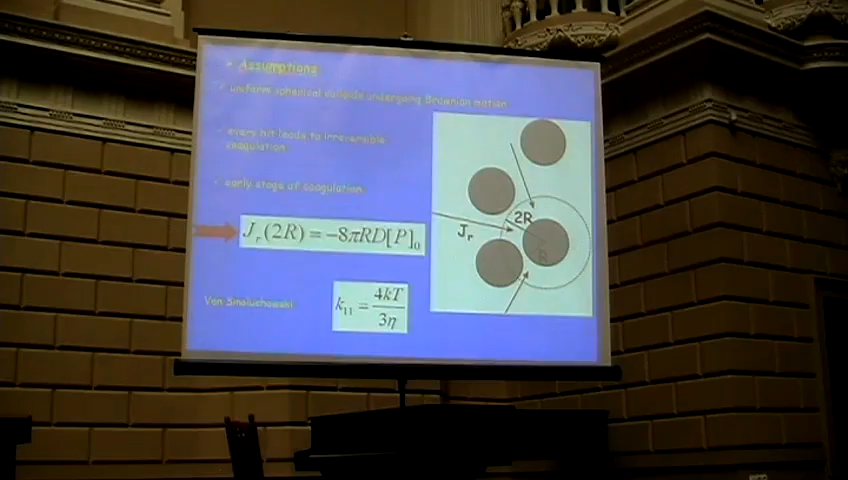 Assumptions
uniform spherical colloids undergoing Brownian motion
every hit leads to irreversible
coagulation
early stage of coagulation
J_r(2R) = −8πRD[P]_0
Von Smoluchowski
k_11 = 4kT / 3η
2R
J_r
R